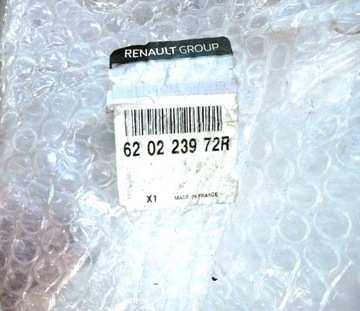 RENAULT GROUP
62 02 239 72R
X1 MADE IN FRANCE